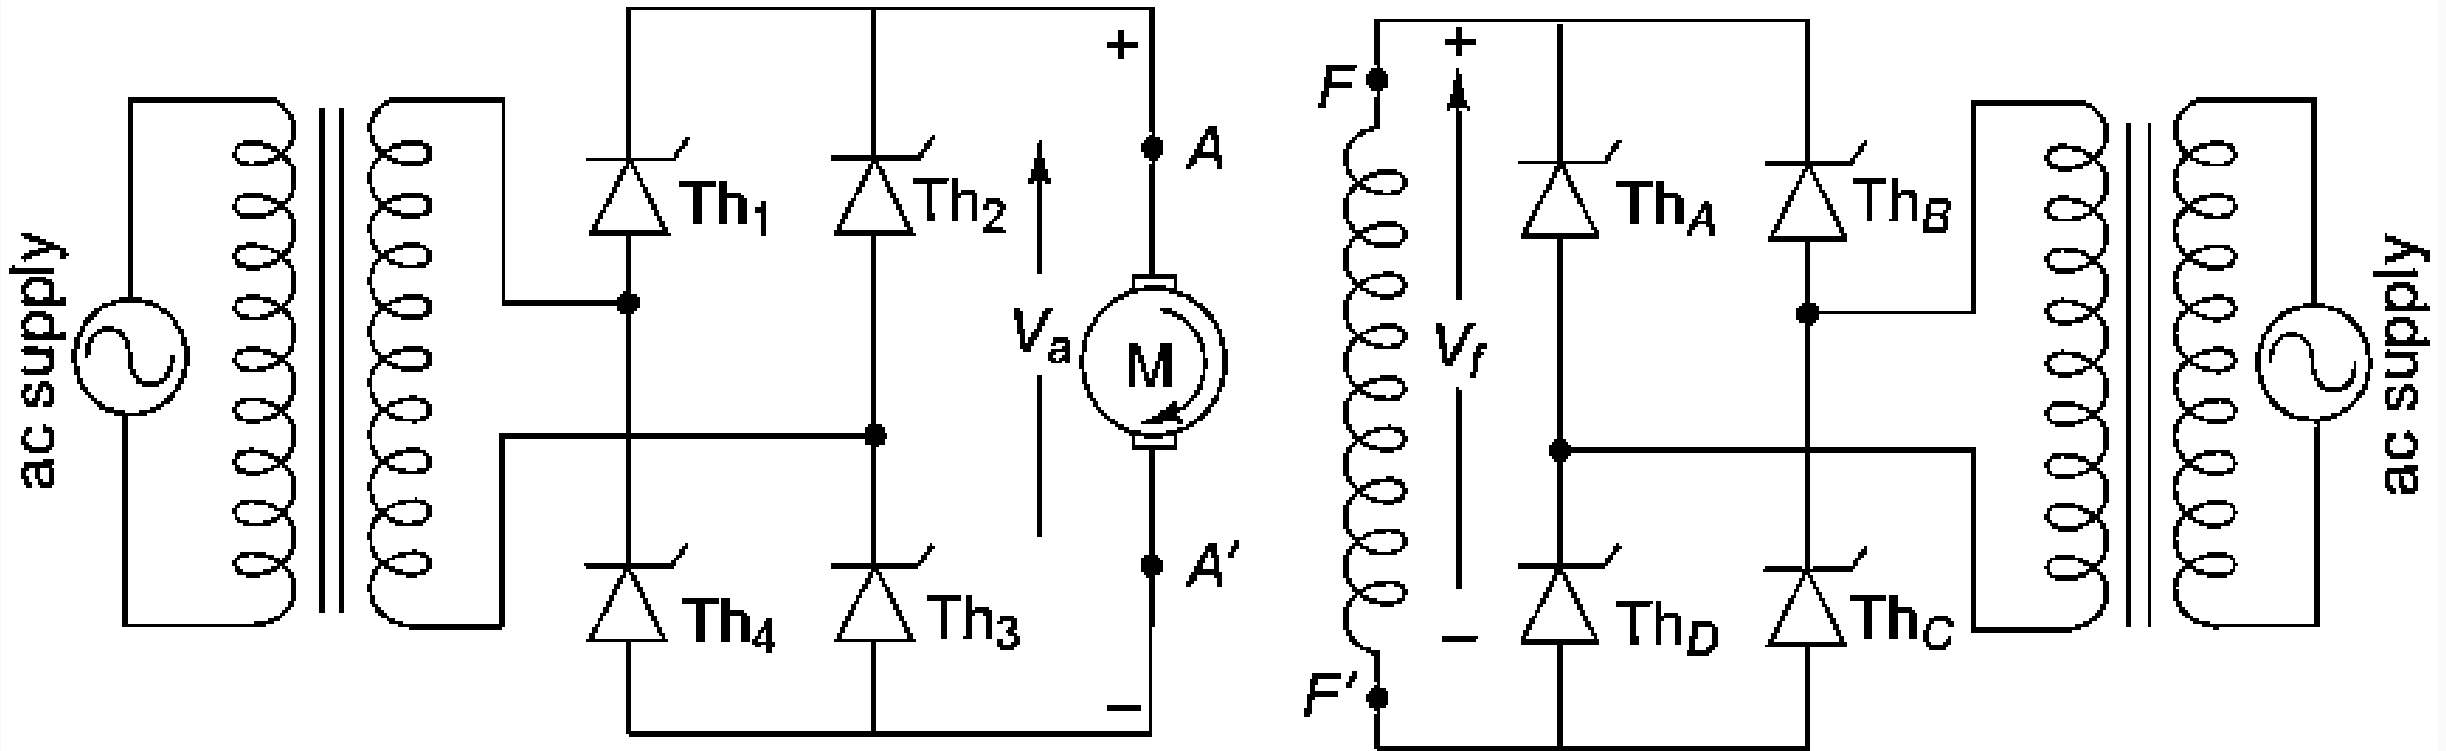 ac supply
Th1
Th2
Th4
Th3
+
A
Va
M
A′
–
F
+
Vf
–
F′
ThA
ThB
ThD
ThC
ac supply